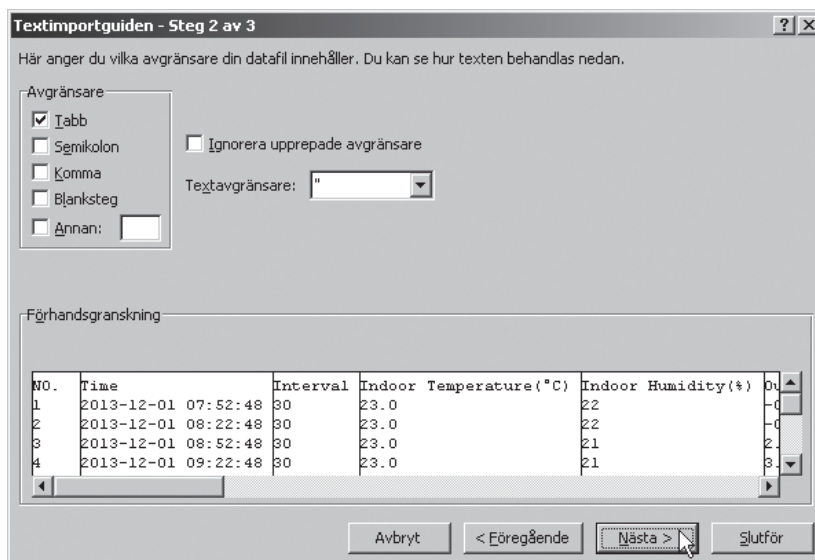 Textimportguiden - Steg 2 av 3
Här anger du vilka avgränsare din datafil innehåller. Du kan se hur texten behandlas nedan.
Avgränsare
Tabb
Semikolon
Komma
Blanksteg
Annan:
Ignorera upprepade avgränsare
Textavgränsare: "
Förhandsgranskning
NO. Time Interval Indoor Temperature(°C) Indoor Humidity(%)
1 2013-12-01 07:52:48 30 23.0 22
2 2013-12-01 08:22:48 30 23.0 22
3 2013-12-01 08:52:48 30 23.0 21
4 2013-12-01 09:22:48 30 23.0 21
Avbryt < Föregående Nästa > Slutför